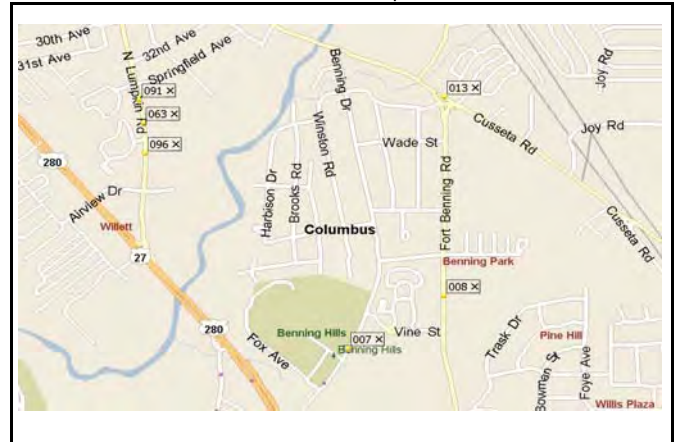 30th Ave
31st Ave
32nd Ave
Springfield Ave
N Lumpkin Rd
091 ×
063 ×
096 ×
280
Airview Dr
Willett
27
280
Fox Ave
Harbison Dr
Brooks Rd
Winston Rd
Benning Dr
Columbus
Wade St
013 ×
Cusseta Rd
Joy Rd
Joy Rd
Cusseta Rd
Fort Benning Rd
Benning Park
008 ×
Benning Hills
007 ×
Benning Hills
Vine St
Trask Dr
Pine Hill
Bowman St
Foye Ave
Willis Plaza